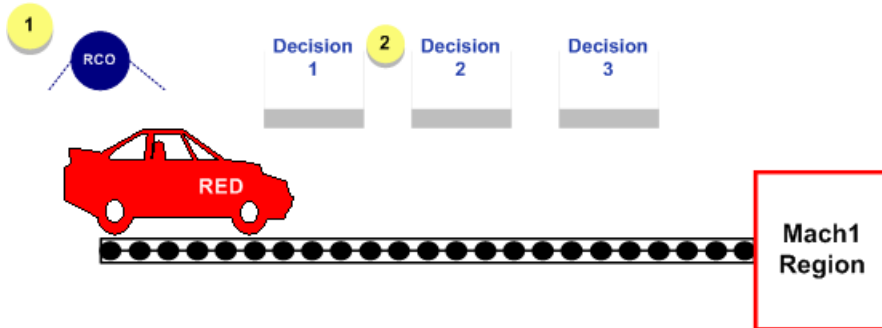 1
RCO
Decision
1
2
Decision
2
Decision
3
RED
Mach1
Region